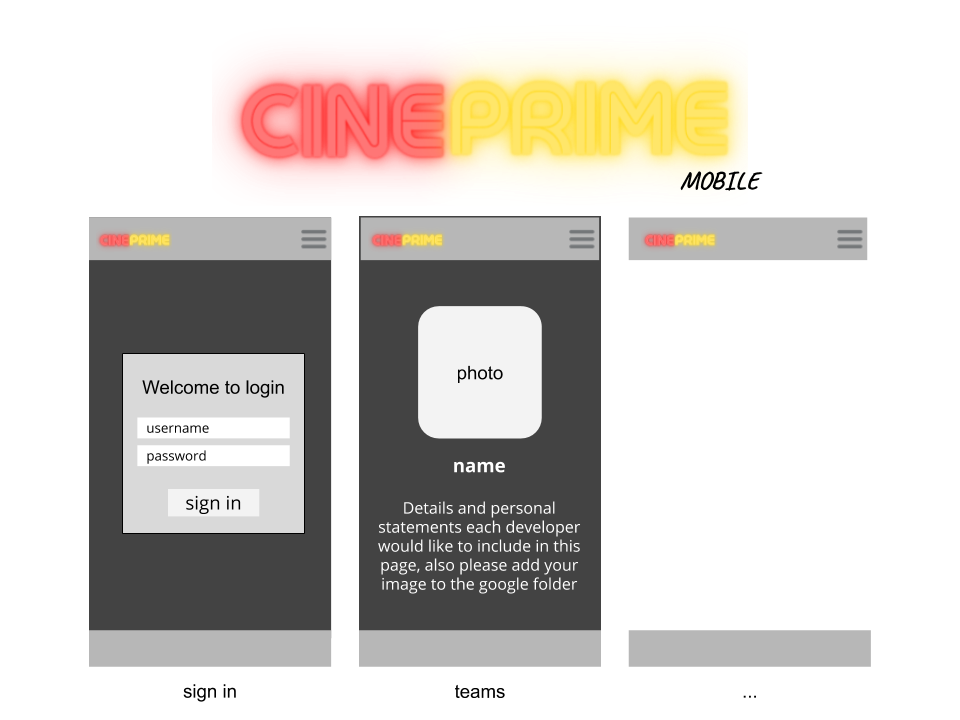 CINEPRIME
MOBILE
CINEPRIME
CINEPRIME
CINEPRIME
Welcome to login
username
password
sign in
photo
name
Details and personal
statements each developer
would like to include in this
page, also please add your
image to the google folder
sign in
teams
...